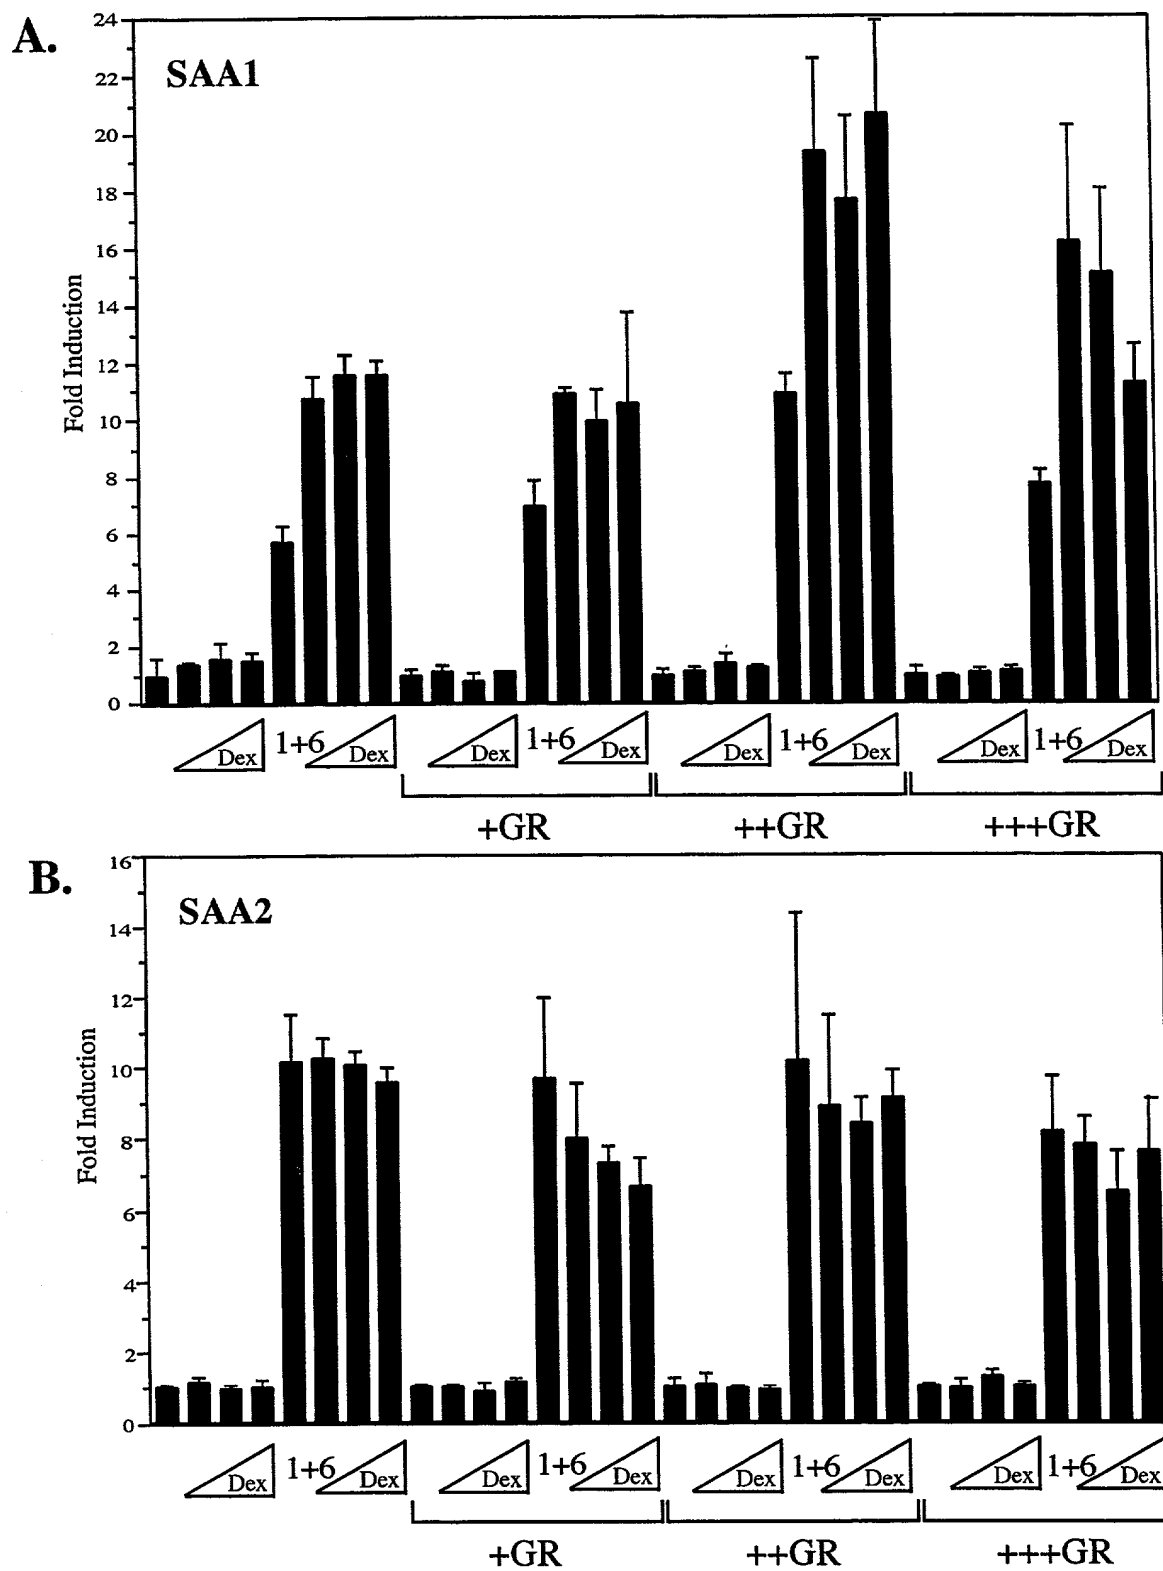 A.
SAA1
Fold Induction
24
22
20
18
16
14
12
10
8
6
4
2
0
Dex 1+6 Dex Dex 1+6 Dex Dex 1+6 Dex Dex 1+6 Dex
+GR ++GR +++GR
B.
SAA2
Fold Induction
16
14
12
10
8
6
4
2
0
Dex 1+6 Dex Dex 1+6 Dex Dex 1+6 Dex Dex 1+6 Dex
+GR ++GR +++GR